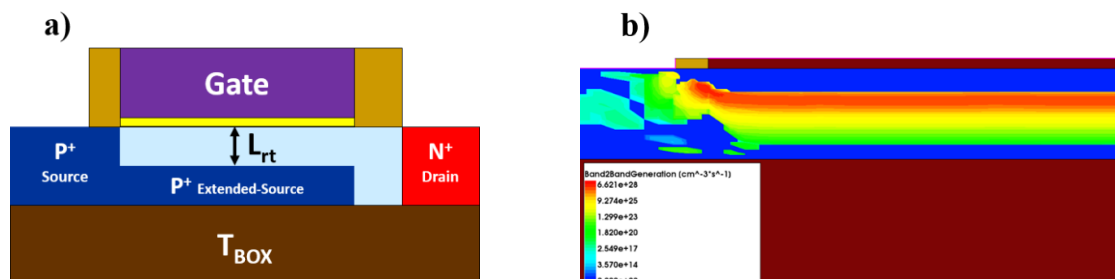 a)
Gate
P+
Source
Lrt
N+
Drain
P+ Extended-Source
TBOX
b)
Band2BandGeneration (cm^-3*s^-1)
6.621e+28
9.274e+25
1.299e+23
1.820e+20
2.549e+17
3.570e+14